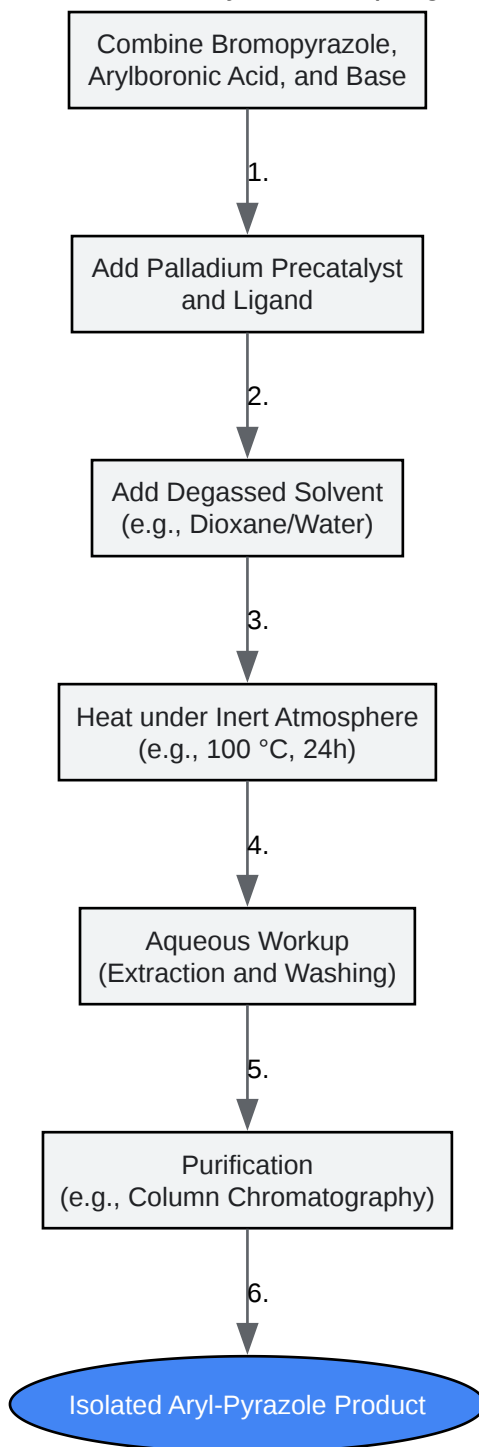 Combine Bromopyrazole,
Arylboronic Acid, and Base
1.
Add Palladium Precatalyst
and Ligand
2.
Add Degassed Solvent
(e.g., Dioxane/Water)
3.
Heat under Inert Atmosphere
(e.g., 100 °C, 24h)
4.
Aqueous Workup
(Extraction and Washing)
5.
Purification
(e.g., Column Chromatography)
6.
Isolated Aryl-Pyrazole Product